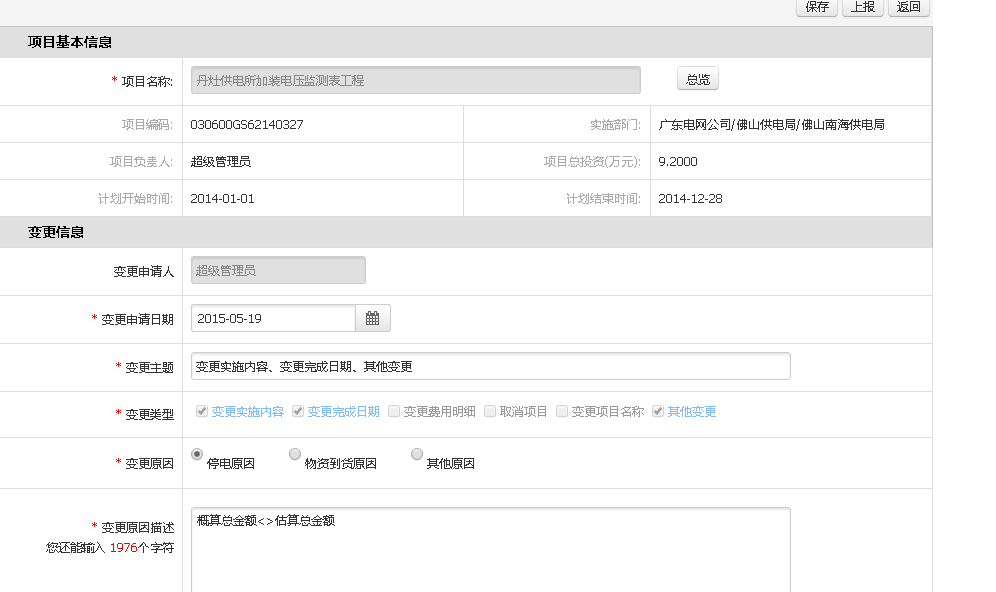 保存 上报 返回
项目基本信息
* 项目名称: 丹灶供电所加装电压监测表工程 总览
项目编码: 030600GS62140327 实施部门: 广东电网公司/佛山供电局/佛山南海供电局
项目负责人: 超级管理员 项目总投资(万元): 9.2000
计划开始时间: 2014-01-01 计划结束时间: 2014-12-28
变更信息
变更申请人 超级管理员
* 变更申请日期 2015-05-19
* 变更主题 变更实施内容、变更完成日期、其他变更
* 变更类型 变更实施内容 变更完成日期 变更费用明细 取消项目 变更项目名称 其他变更
* 变更原因 停电原因 物资到货原因 其他原因
* 变更原因描述 概算总金额<>估算总金额
您还能输入 1976个字符